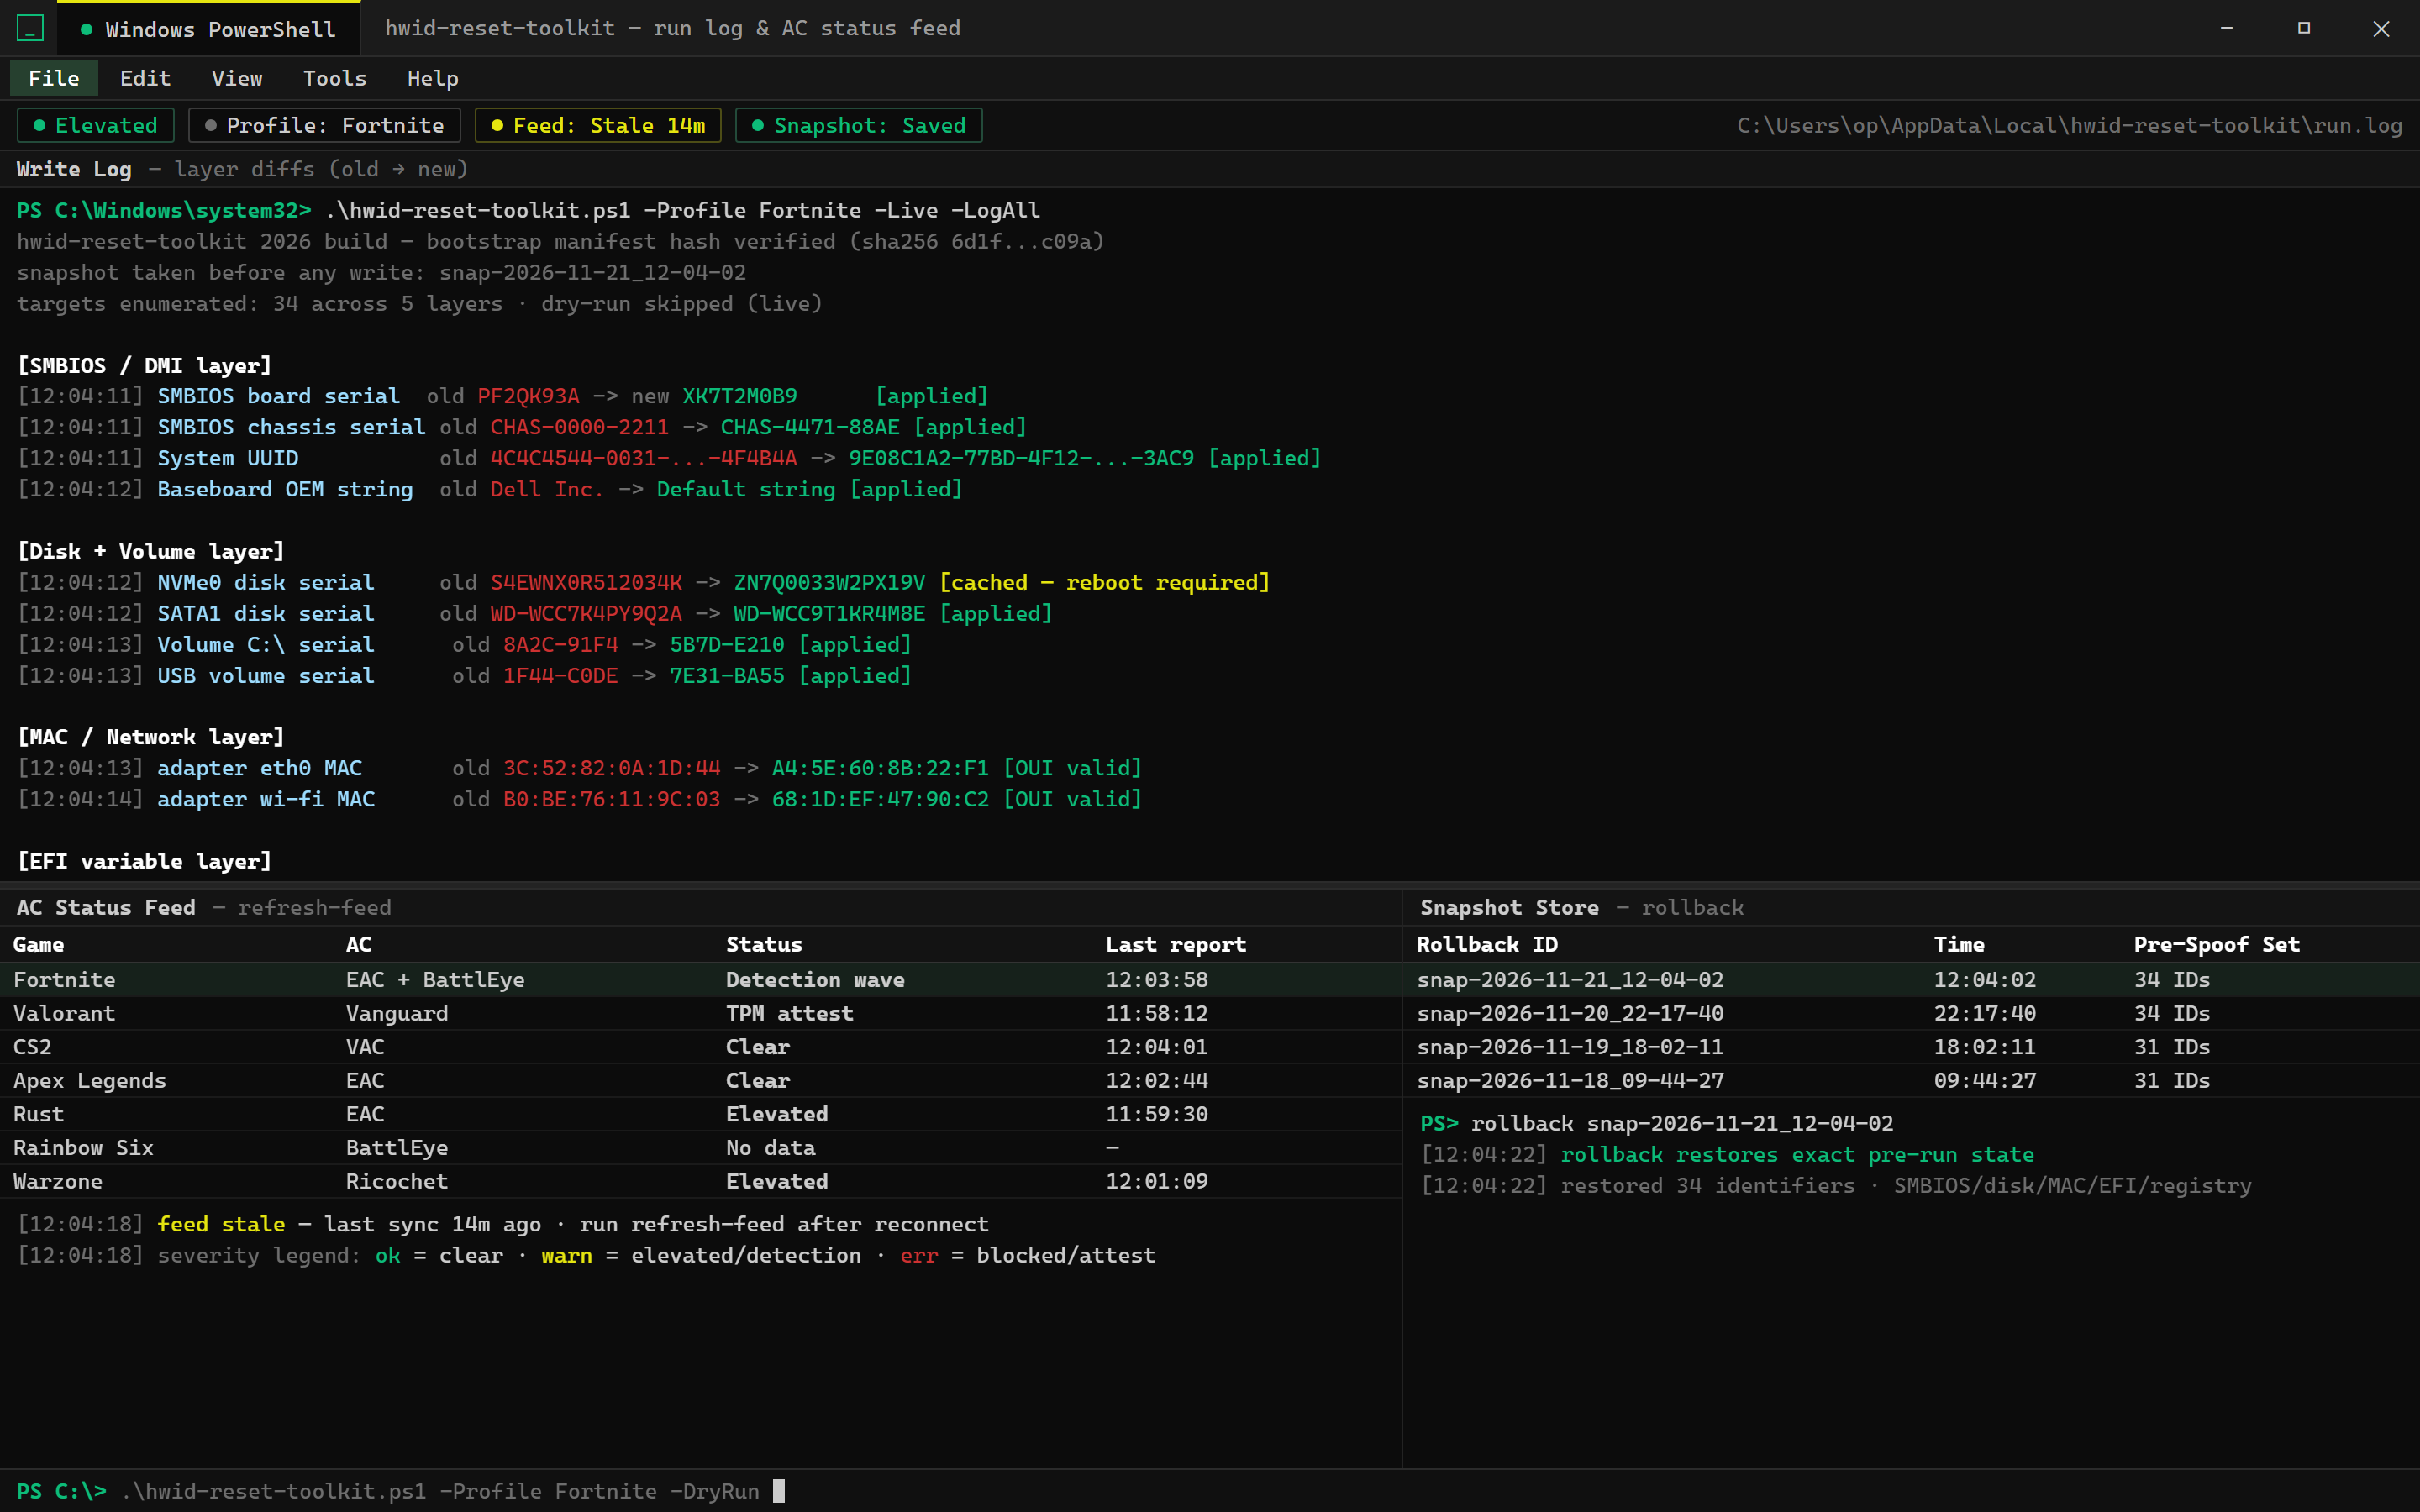 Windows PowerShell hwid-reset-toolkit — run log & AC status feed
File Edit View Tools Help
Elevated Profile: Fortnite Feed: Stale 14m Snapshot: Saved C:\Users\op\AppData\Local\hwid-reset-toolkit\run.log
Write Log — layer diffs (old → new)
PS C:\Windows\system32> .\hwid-reset-toolkit.ps1 -Profile Fortnite -Live -LogAll
hwid-reset-toolkit 2026 build — bootstrap manifest hash verified (sha256 6d1f...c09a)
snapshot taken before any write: snap-2026-11-21_12-04-02
targets enumerated: 34 across 5 layers · dry-run skipped (live)
[SMBIOS / DMI layer]
[12:04:11] SMBIOS board serial old PF2QK93A -> new XK7T2M0B9 [applied]
[12:04:11] SMBIOS chassis serial old CHAS-0000-2211 -> CHAS-4471-88AE [applied]
[12:04:11] System UUID old 4C4C4544-0031-...-4F4B4A -> 9E08C1A2-77BD-4F12-...-3AC9 [applied]
[12:04:12] Baseboard OEM string old Dell Inc. -> Default string [applied]
[Disk + Volume layer]
[12:04:12] NVMe0 disk serial old S4EWNX0R512034K -> ZN7Q0033W2PX19V [cached — reboot required]
[12:04:12] SATA1 disk serial old WD-WCC7K4PY9Q2A -> WD-WCC9T1KR4M8E [applied]
[12:04:13] Volume C:\ serial old 8A2C-91F4 -> 5B7D-E210 [applied]
[12:04:13] USB volume serial old 1F44-C0DE -> 7E31-BA55 [applied]
[MAC / Network layer]
[12:04:13] adapter eth0 MAC old 3C:52:82:0A:1D:44 -> A4:5E:60:8B:22:F1 [OUI valid]
[12:04:14] adapter wi-fi MAC old B0:BE:76:11:9C:03 -> 68:1D:EF:47:90:C2 [OUI valid]
[EFI variable layer]
AC Status Feed — refresh-feed
Game AC Status Last report
Fortnite EAC + BattlEye Detection wave 12:03:58
Valorant Vanguard TPM attest 11:58:12
CS2 VAC Clear 12:04:01
Apex Legends EAC Clear 12:02:44
Rust EAC Elevated 11:59:30
Rainbow Six BattlEye No data —
Warzone Ricochet Elevated 12:01:09
[12:04:18] feed stale — last sync 14m ago · run refresh-feed after reconnect
[12:04:18] severity legend: ok = clear · warn = elevated/detection · err = blocked/attest
Snapshot Store — rollback
Rollback ID Time Pre-Spoof Set
snap-2026-11-21_12-04-02 12:04:02 34 IDs
snap-2026-11-20_22-17-40 22:17:40 34 IDs
snap-2026-11-19_18-02-11 18:02:11 31 IDs
snap-2026-11-18_09-44-27 09:44:27 31 IDs
PS> rollback snap-2026-11-21_12-04-02
[12:04:22] rollback restores exact pre-run state
[12:04:22] restored 34 identifiers · SMBIOS/disk/MAC/EFI/registry
PS C:\> .\hwid-reset-toolkit.ps1 -Profile Fortnite -DryRun